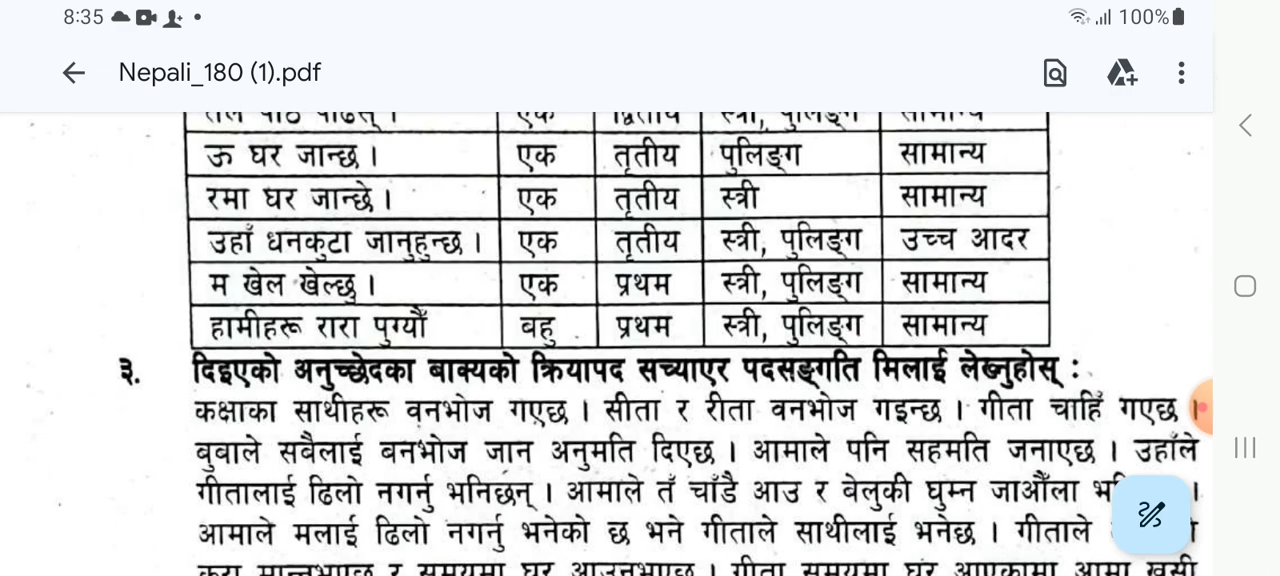 8:35
100%
Nepali_180 (1).pdf
ऊ घर जान्छ । एक तृतीय पुलिङ्ग सामान्य
रमा घर जान्छे । एक तृतीय स्त्री सामान्य
उहाँ धनकुटा जानुहुन्छ । एक तृतीय स्त्री, पुलिङ्ग उच्च आदर
म खेल खेल्छु । एक प्रथम स्त्री, पुलिङ्ग सामान्य
हामीहरू रारा पुग्यौँ बहु प्रथम स्त्री, पुलिङ्ग सामान्य
३. दिइएको अनुच्छेदका बाक्यको क्रियापद सच्याएर पदसङ्गति मिलाई लेख्नुहोस् :
कक्षाका साथीहरू वनभोज गएछ । सीता र रीता वनभोज गइन्छ । गीता चाहिँ गएछ ।
बुबाले सबैलाई बनभोज जान अनुमति दिएछ । आमाले पनि सहमति जनाएछ । उहाँले
गीतालाई ढिलो नगर्नु भनिछन् । आमाले तँ चाँडै आउ र बेलुकी घुम्न जाऔँला ।
आमाले मलाई ढिलो नगर्नु भनेको छ भने गीताले साथीलाई भनेछ । गीताले